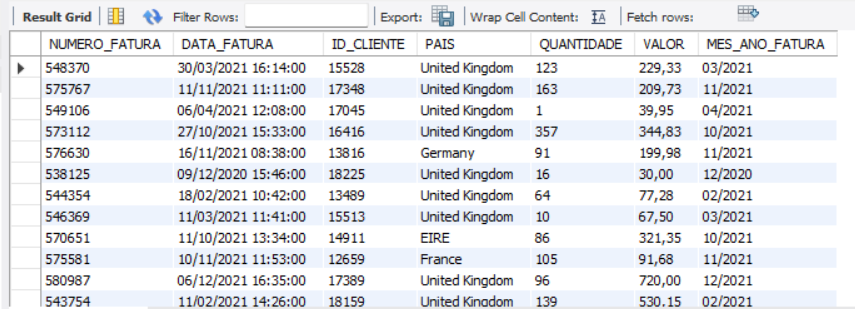 Result Grid Filter Rows: Export: Wrap Cell Content: IA Fetch rows:
NUMERO_FATURA DATA_FATURA ID_CLIENTE PAIS QUANTIDADE VALOR MES_ANO_FATURA
548370 30/03/2021 16:14:00 15528 United Kingdom 123 229,33 03/2021
575767 11/11/2021 11:11:00 17348 United Kingdom 163 209,73 11/2021
549106 06/04/2021 12:08:00 17045 United Kingdom 1 39,95 04/2021
573112 27/10/2021 15:33:00 16416 United Kingdom 357 344,83 10/2021
576630 16/11/2021 08:38:00 13816 Germany 91 199,98 11/2021
538125 09/12/2020 15:46:00 18225 United Kingdom 16 30,00 12/2020
544354 18/02/2021 10:42:00 13489 United Kingdom 64 77,28 02/2021
546369 11/03/2021 11:41:00 15513 United Kingdom 10 67,50 03/2021
570651 11/10/2021 13:34:00 14911 EIRE 86 321,35 10/2021
575581 10/11/2021 11:53:00 12659 France 105 91,68 11/2021
580987 06/12/2021 16:35:00 17389 United Kingdom 96 720,00 12/2021
543754 11/02/2021 14:26:00 18159 United Kingdom 139 530,15 02/2021